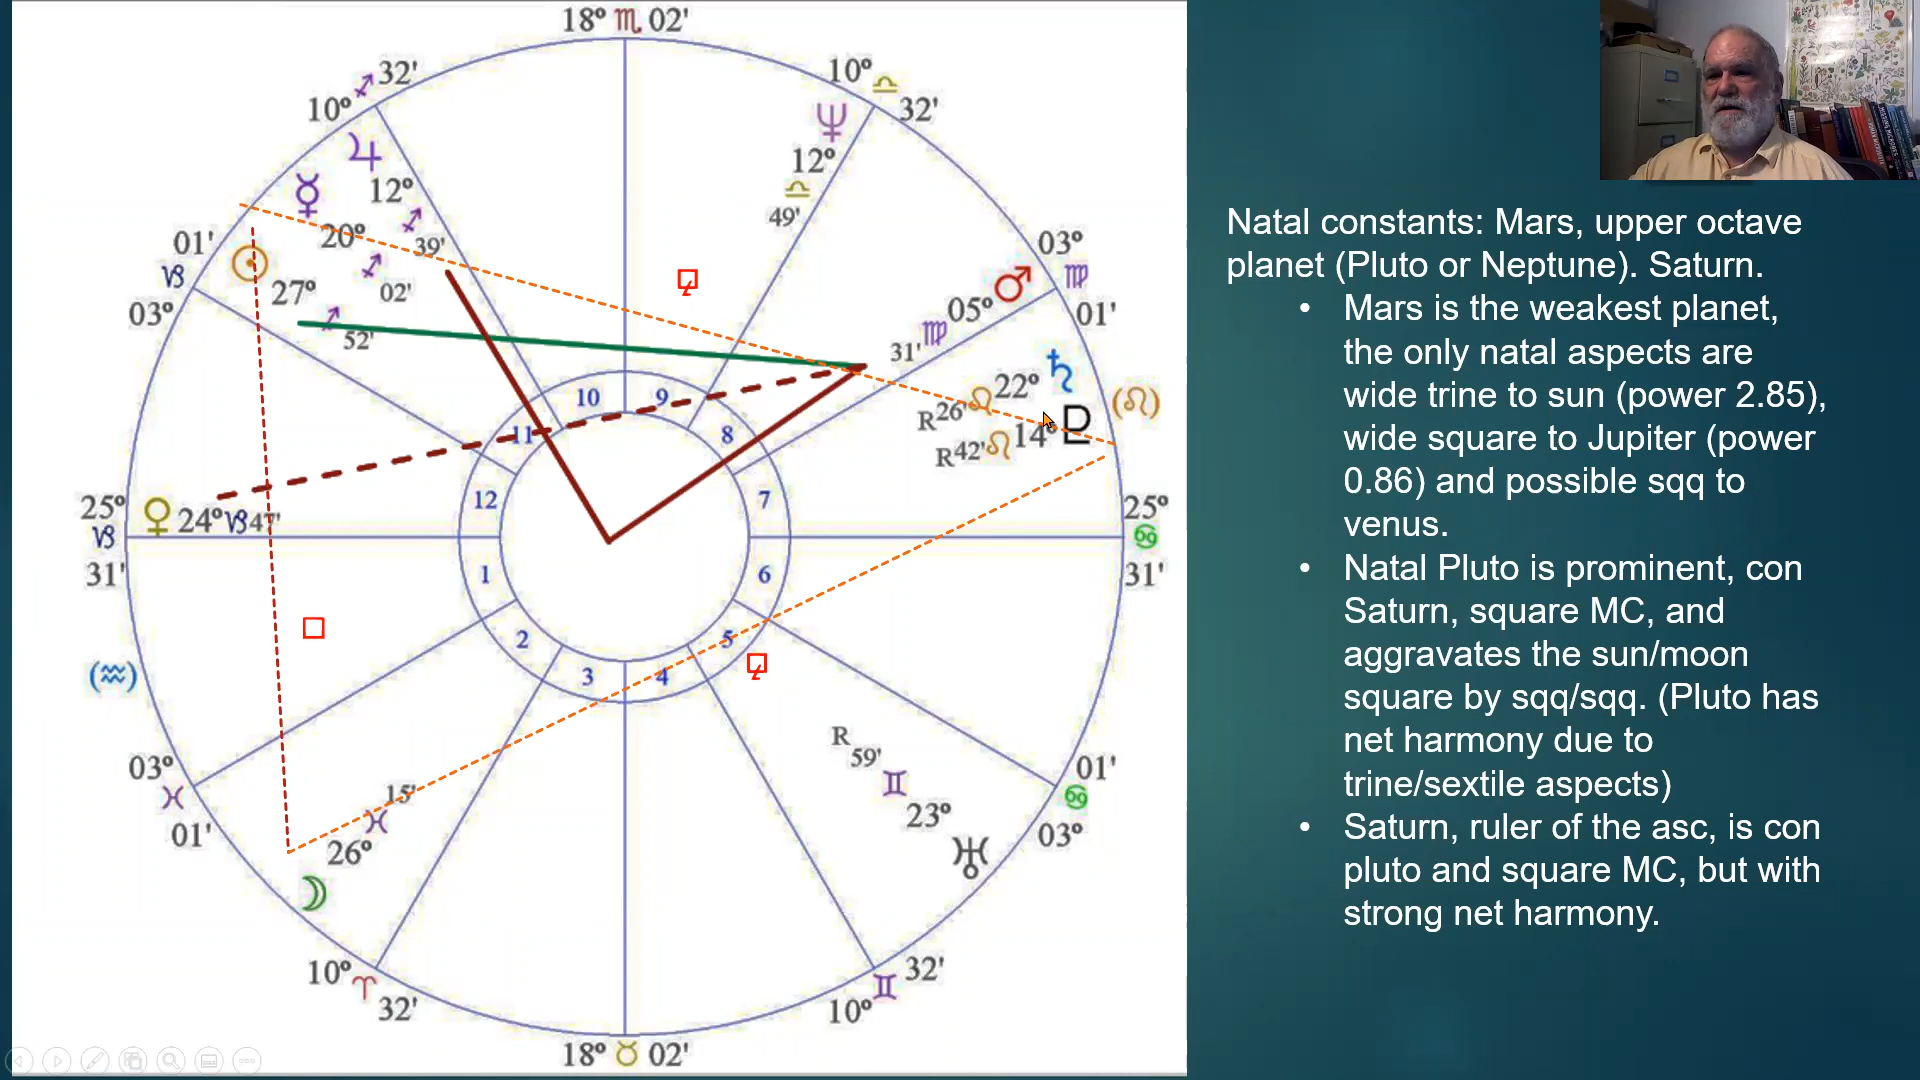 18° ♏ 02'
10° ♐ 32'
10° ♎ 32'
♃ 12° ♐ 39'
☿ 20° ♐ 02'
♆ 12° ♎ 49'
01' ♑ 03°
☉ 27° ♐ 52'
03° ♍ 01'
♂ 05° ♍ 31'
♄ 22° ♌ 26' R
14° ♌ 42' R
(♌)
10
9
11
8
12
7
1
6
2
5
3
4
25° ♑ 31'
♀ 24° ♑ 47'
25° ♋ 31'
(♒)
03° ♓ 01'
☽ 26° ♓ 15'
R 59' ♊ 23° ♅
01' ♋ 03°
10° ♈ 32'
10° ♊ 32'
18° ♉ 02'
Natal constants: Mars, upper octave
planet (Pluto or Neptune). Saturn.
• Mars is the weakest planet,
the only natal aspects are
wide trine to sun (power 2.85),
wide square to Jupiter (power
0.86) and possible sqq to
venus.
• Natal Pluto is prominent, con
Saturn, square MC, and
aggravates the sun/moon
square by sqq/sqq. (Pluto has
net harmony due to
trine/sextile aspects)
• Saturn, ruler of the asc, is con
pluto and square MC, but with
strong net harmony.